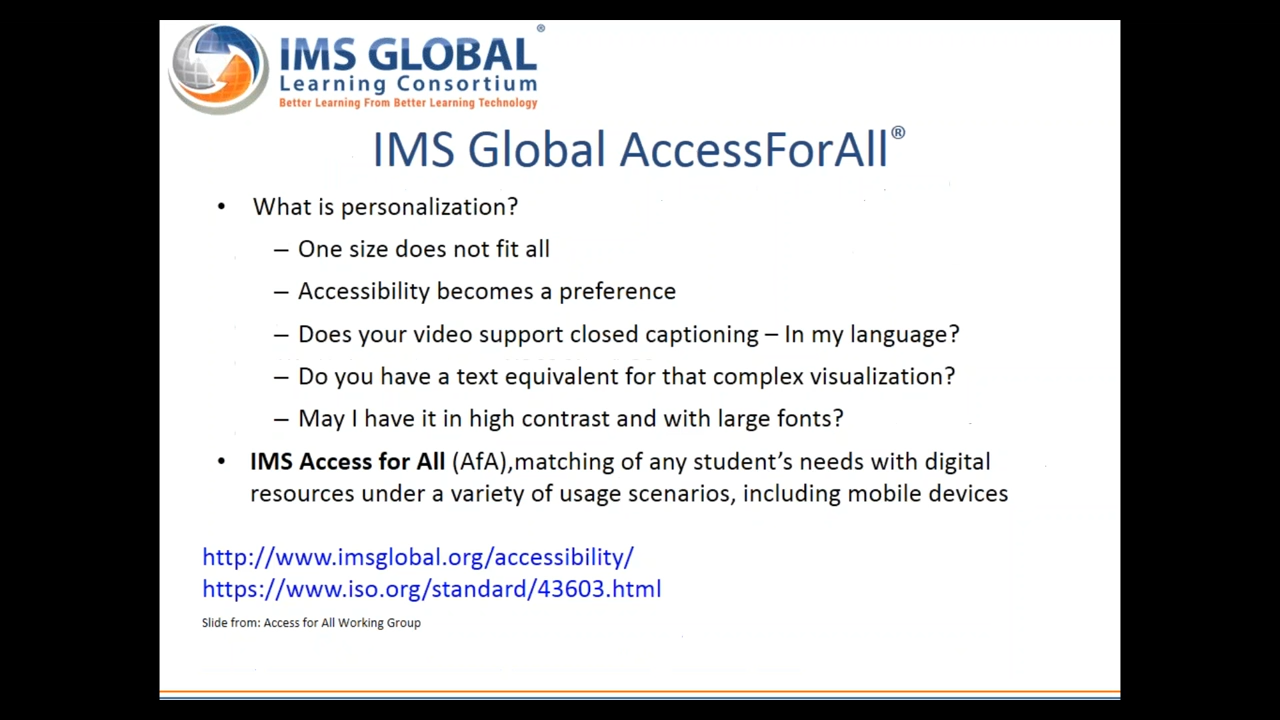 IMS GLOBAL®
Learning Consortium
Better Learning From Better Learning Technology
IMS Global AccessForAll®
• What is personalization?
– One size does not fit all
– Accessibility becomes a preference
– Does your video support closed captioning – In my language?
– Do you have a text equivalent for that complex visualization?
– May I have it in high contrast and with large fonts?
• IMS Access for All (AfA),matching of any student’s needs with digital
resources under a variety of usage scenarios, including mobile devices
http://www.imsglobal.org/accessibility/
https://www.iso.org/standard/43603.html
Slide from: Access for All Working Group